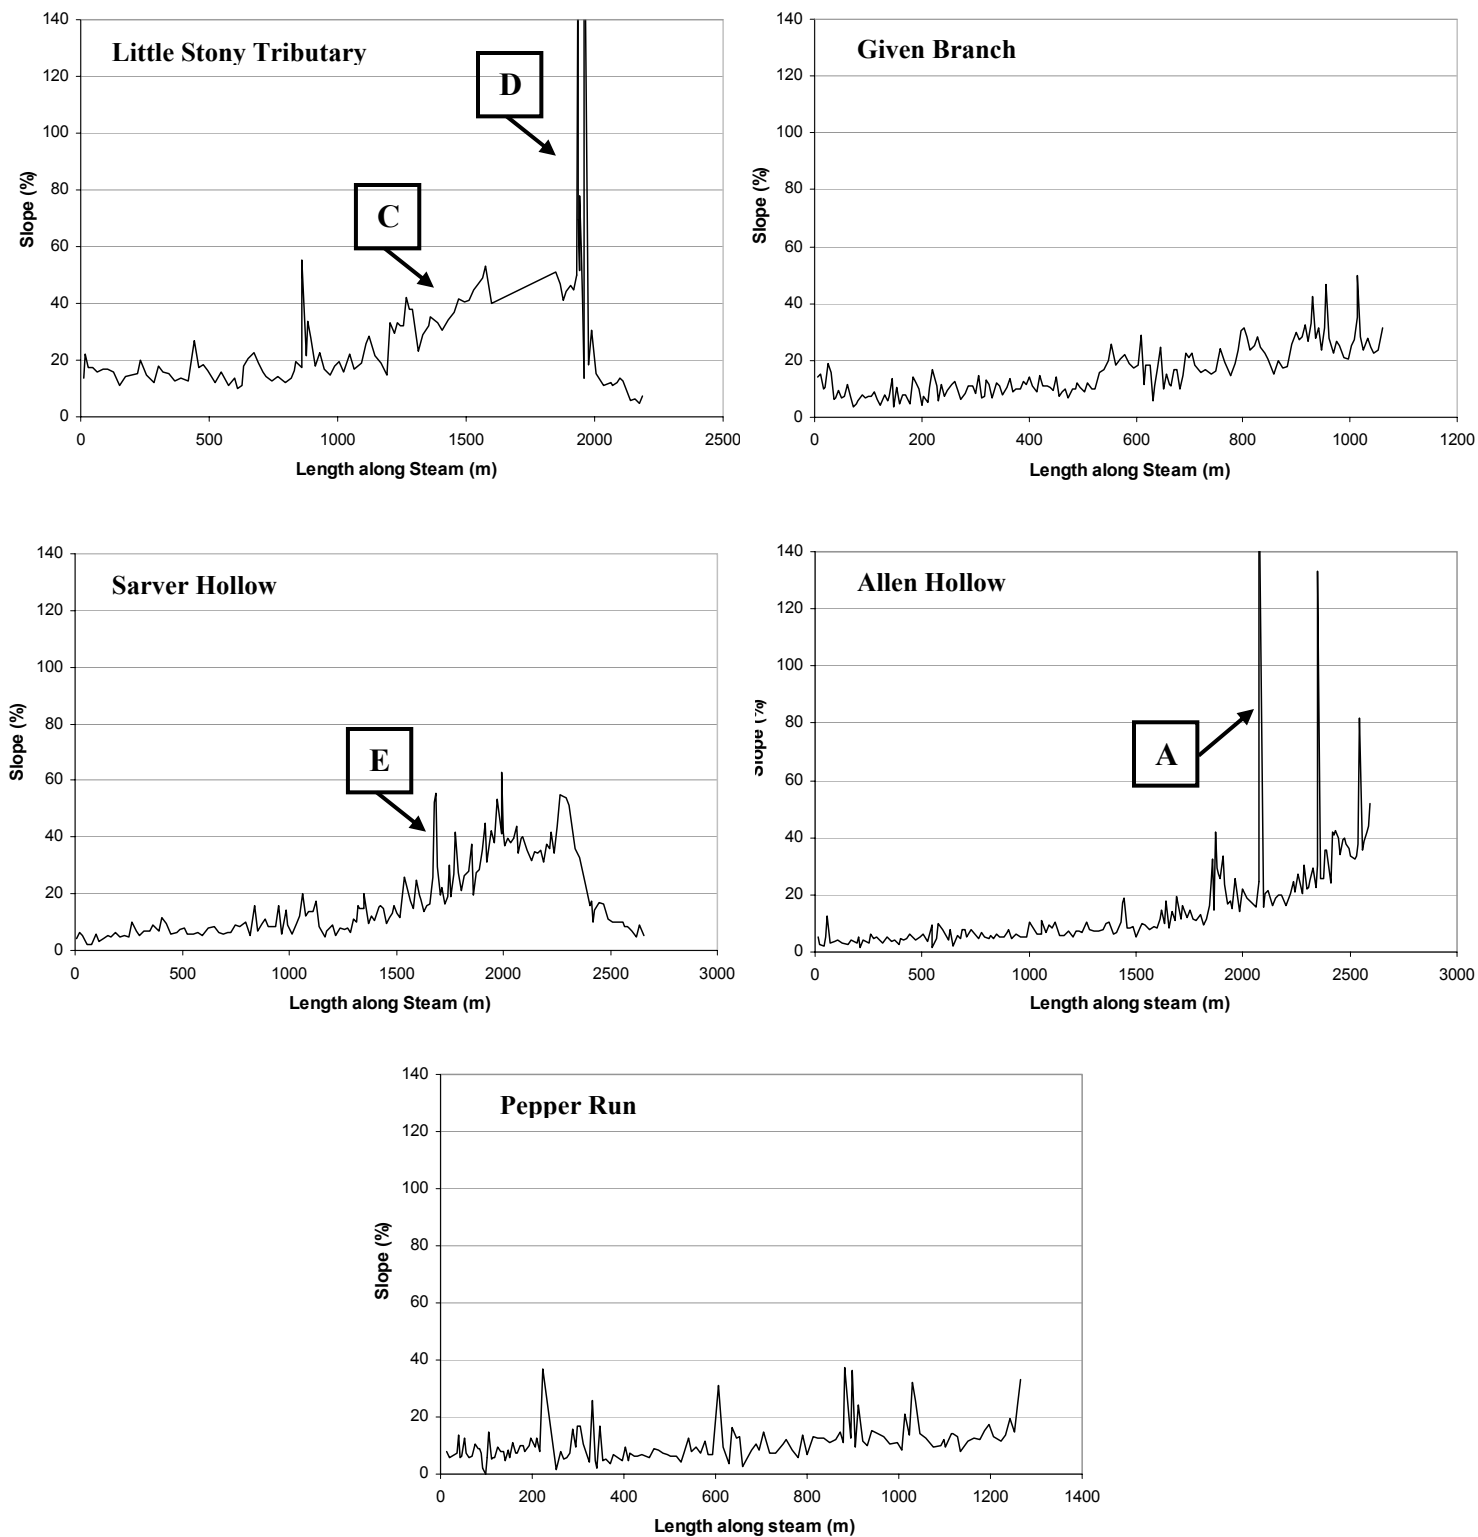 Little Stony Tributary
140
120
100
80
60
40
20
0
Slope (%)
D
C
0 500 1000 1500 2000 2500
Length along Steam (m)
Given Branch
140
120
100
80
60
40
20
0
Slope (%)
0 200 400 600 800 1000 1200
Length along Steam (m)
Sarver Hollow
140
120
100
80
60
40
20
0
Slope (%)
E
0 500 1000 1500 2000 2500 3000
Length along Steam (m)
Allen Hollow
140
120
100
80
60
40
20
0
Slope (%)
A
0 500 1000 1500 2000 2500 3000
Length along steam (m)
Pepper Run
140
120
100
80
60
40
20
0
Slope (%)
0 200 400 600 800 1000 1200 1400
Length along steam (m)